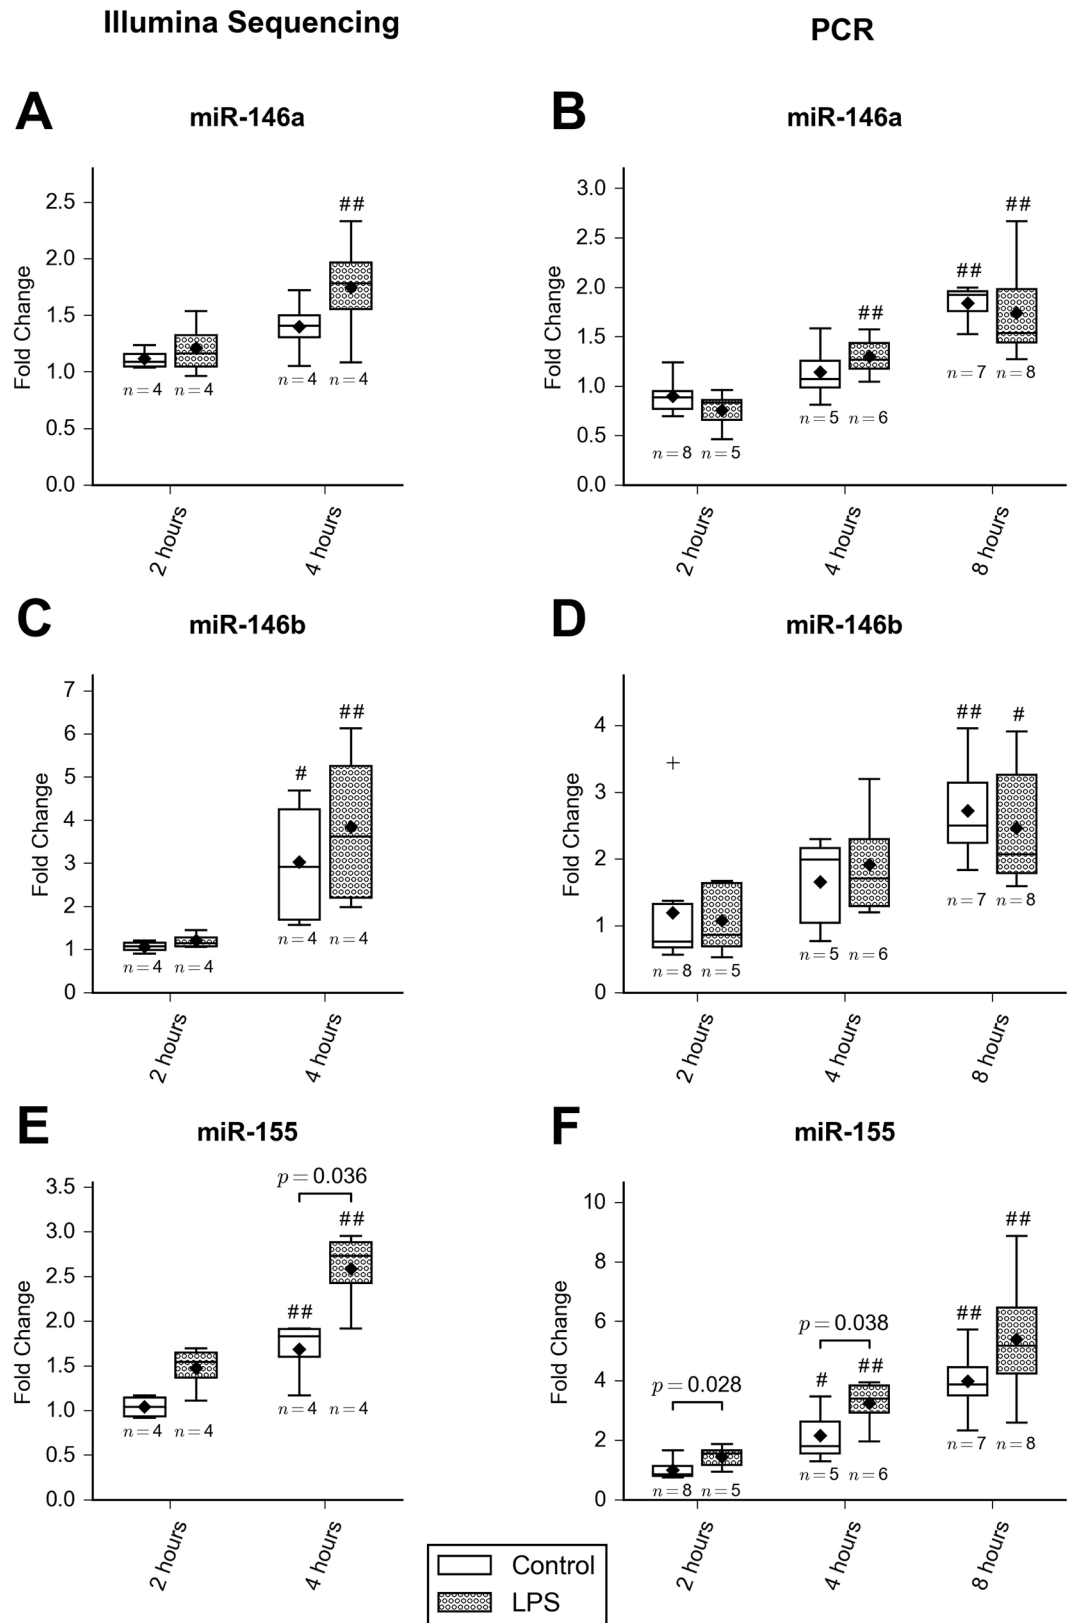 Illumina Sequencing
PCR
A
miR-146a
Fold Change
2.5
2.0
1.5
1.0
0.5
0.0
##
n = 4
n = 4
n = 4
n = 4
2 hours
4 hours
B
miR-146a
Fold Change
3.0
2.5
2.0
1.5
1.0
0.5
0.0
##
##
##
n = 8
n = 5
n = 5
n = 6
n = 7
n = 8
2 hours
4 hours
8 hours
C
miR-146b
Fold Change
7
6
5
4
3
2
1
0
#
##
n = 4
n = 4
n = 4
n = 4
2 hours
4 hours
D
miR-146b
Fold Change
4
3
2
1
0
##
#
n = 8
n = 5
n = 5
n = 6
n = 7
n = 8
2 hours
4 hours
8 hours
E
miR-155
Fold Change
3.5
3.0
2.5
2.0
1.5
1.0
0.5
0.0
p = 0.036
##
##
n = 4
n = 4
n = 4
n = 4
2 hours
4 hours
F
miR-155
Fold Change
10
8
6
4
2
0
p = 0.028
p = 0.038
#
##
##
##
n = 8
n = 5
n = 5
n = 6
n = 7
n = 8
2 hours
4 hours
8 hours
Control
LPS